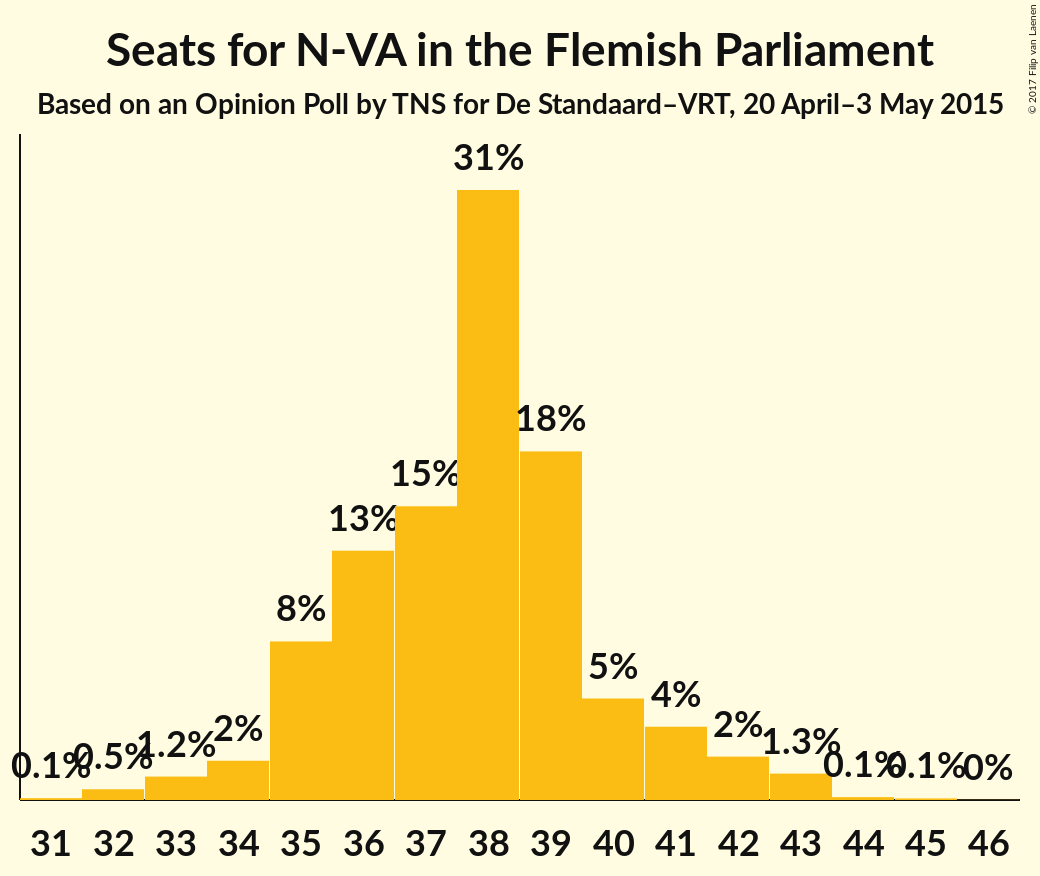 Seats for N-VA in the Flemish Parliament
Based on an Opinion Poll by TNS for De Standaard–VRT, 20 April–3 May 2015
© 2017 Filip van Laenen
0.1% 0.5% 1.2% 2% 8% 13% 15% 31% 18% 5% 4% 2% 1.3% 0.1% 0.1% 0%
31 32 33 34 35 36 37 38 39 40 41 42 43 44 45 46